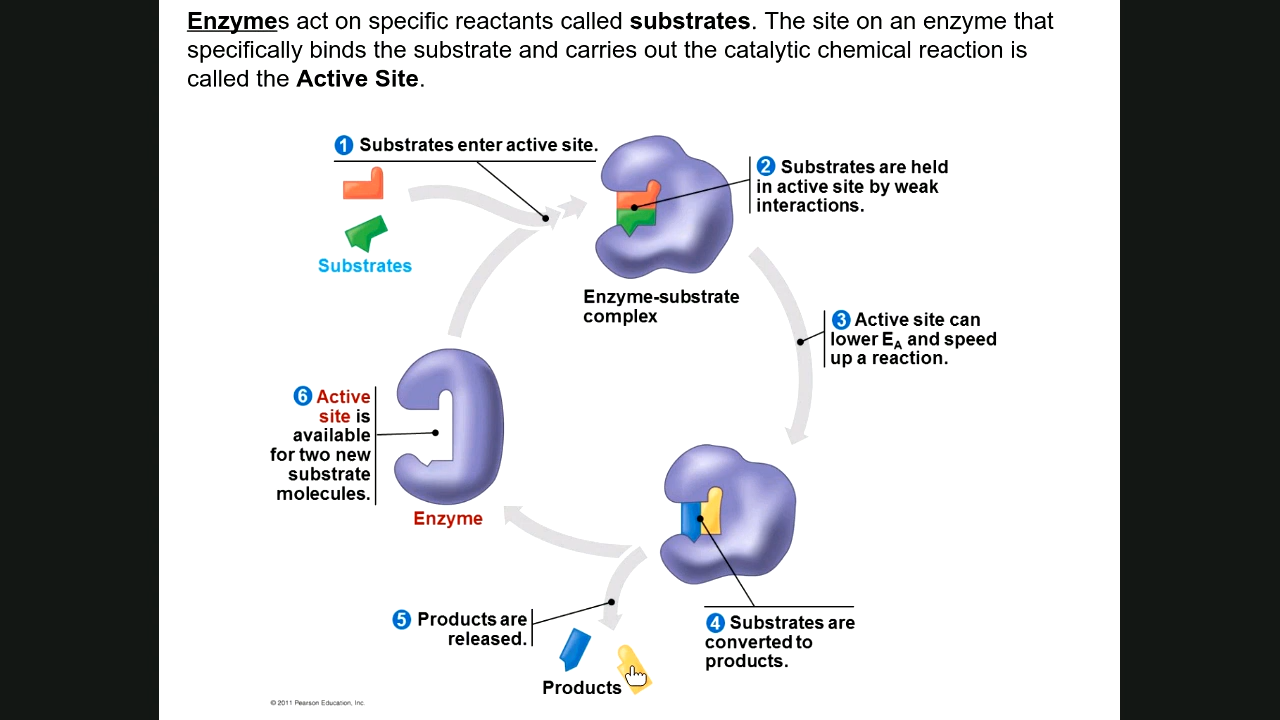 Enzymes act on specific reactants called substrates. The site on an enzyme that
specifically binds the substrate and carries out the catalytic chemical reaction is
called the Active Site.
1 Substrates enter active site.
2 Substrates are held
in active site by weak
interactions.
Substrates
Enzyme-substrate
complex
3 Active site can
lower EA and speed
up a reaction.
6 Active
site is
available
for two new
substrate
molecules.
Enzyme
5 Products are
released.
4 Substrates are
converted to
products.
Products
© 2011 Pearson Education, Inc.